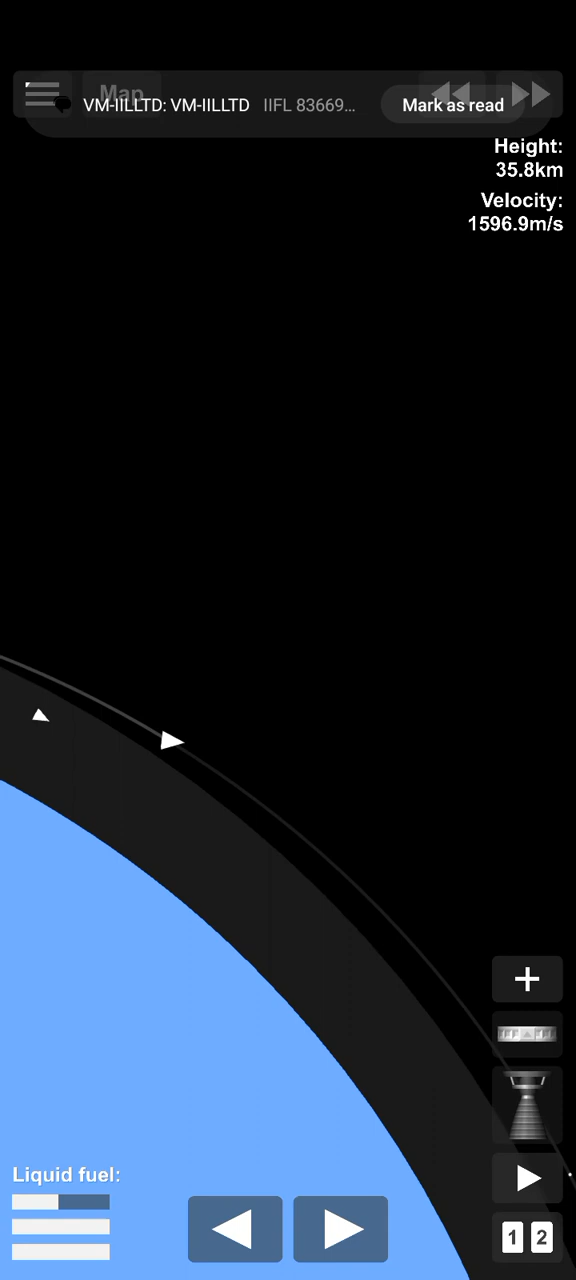 Map
VM-IILLTD: VM-IILLTD IIFL 83669... Mark as read
Height:
35.8km
Velocity:
1596.9m/s
Liquid fuel:
1 2